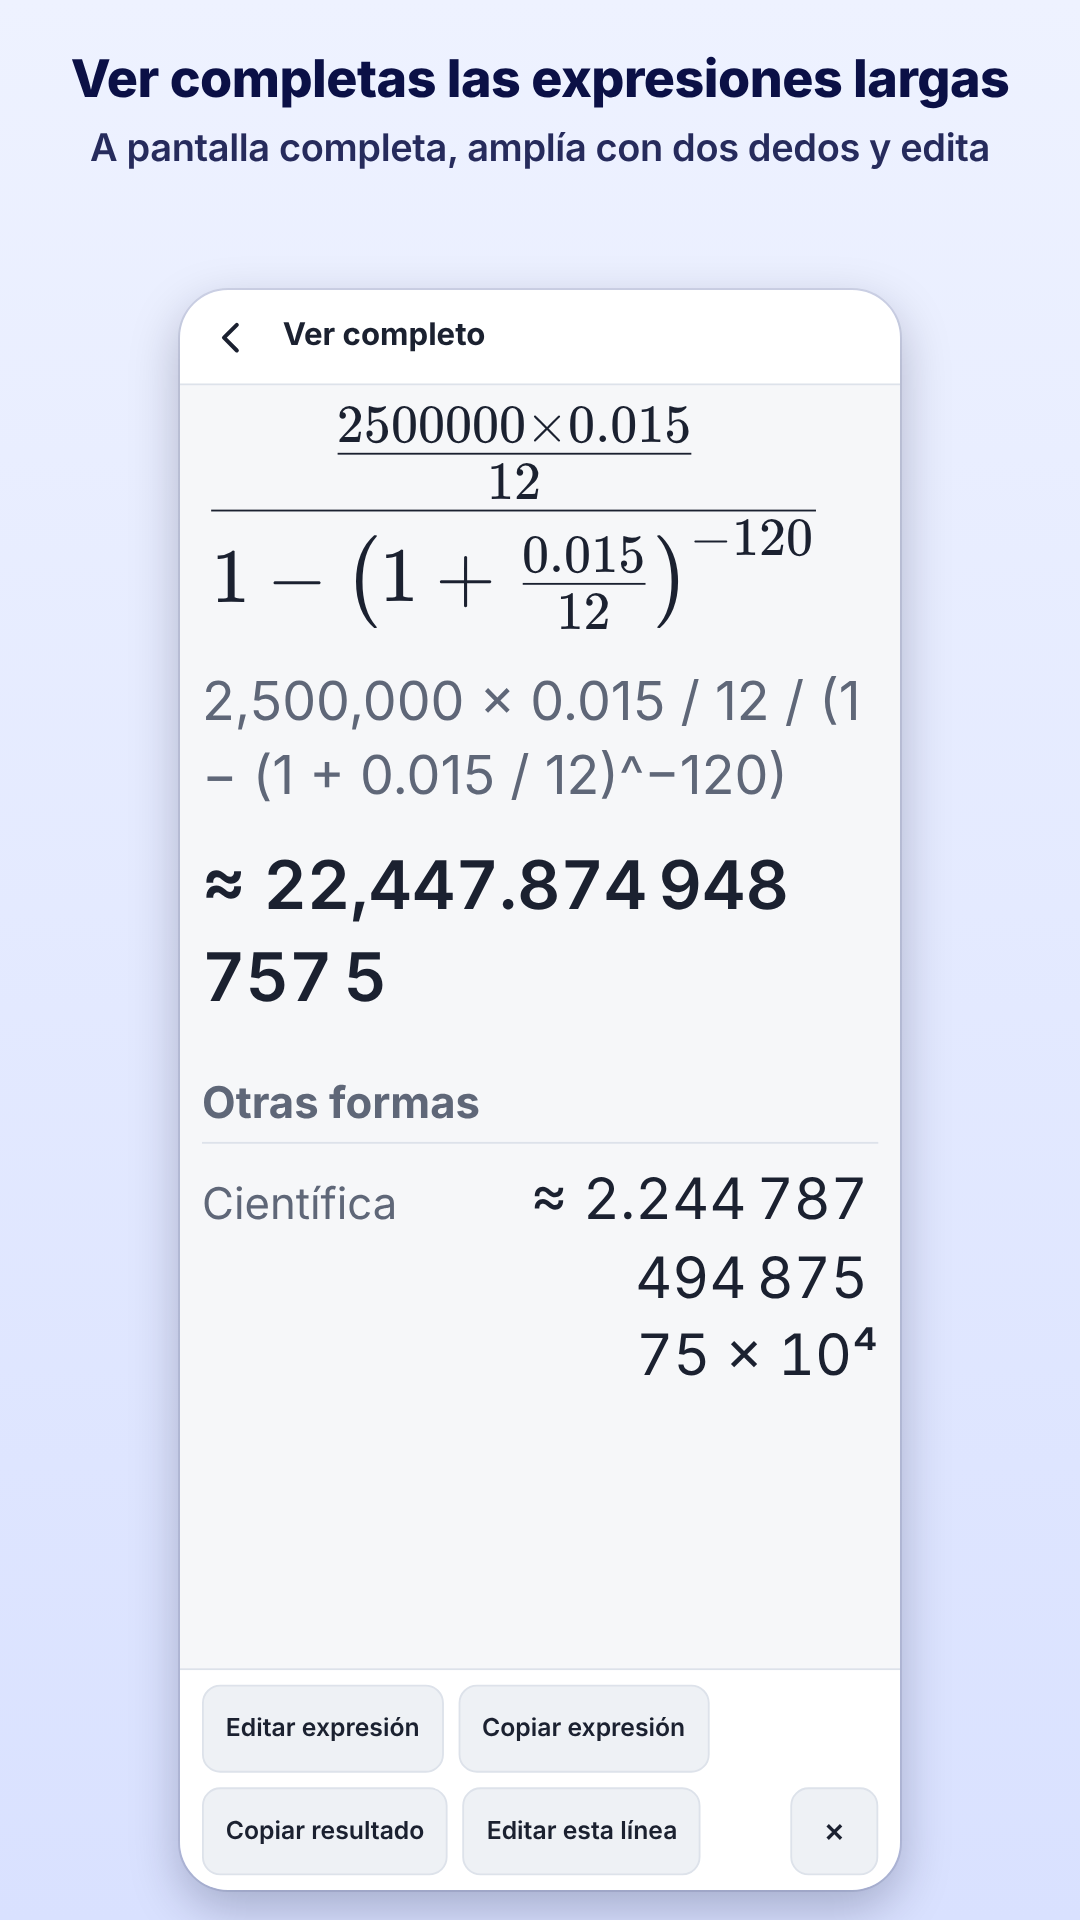 Ver completas las expresiones largas
A pantalla completa, amplía con dos dedos y edita
Ver completo
2500000×0.015
12
1 − (1 + 0.015/12)^−120
2,500,000 × 0.015 / 12 / (1
− (1 + 0.015 / 12)^−120)
≈ 22,447.874 948
757 5
Otras formas
Científica ≈ 2.244 787
494 875
75 × 10⁴
Editar expresión Copiar expresión
Copiar resultado Editar esta línea ×